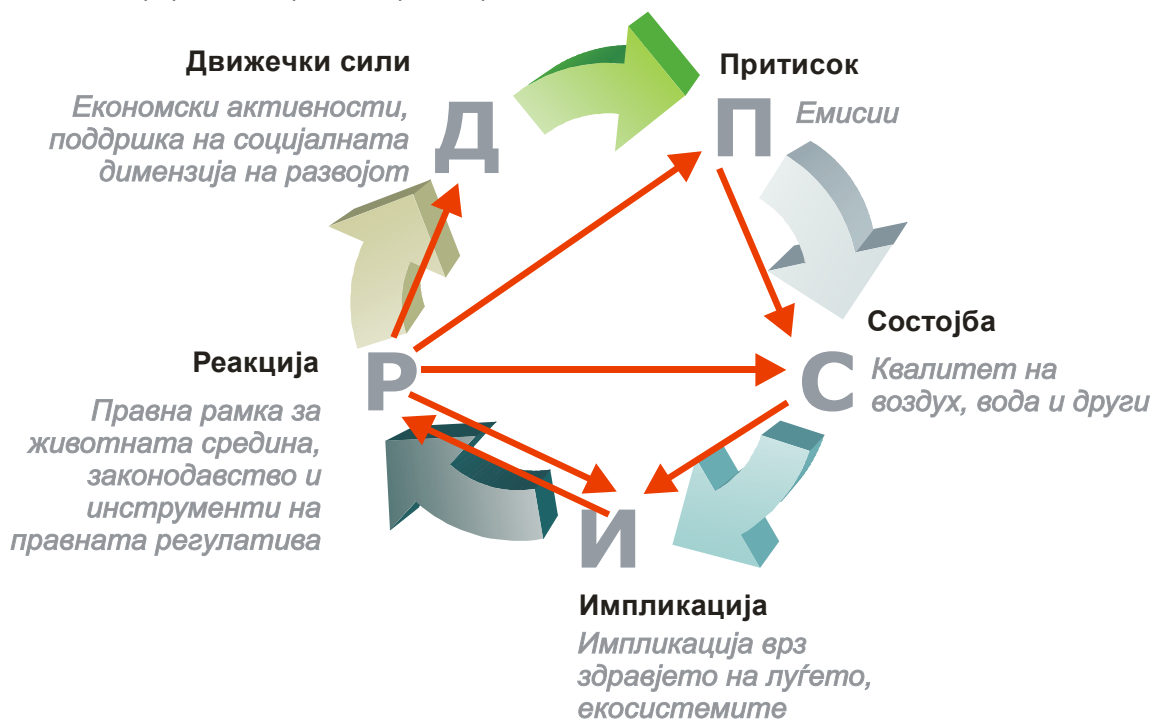 Движечки сили
Економски активности,
поддршка на социјалната
димензија на развојот
Д
Притисок
П
Емисии
Состојба
С
Квалитет на
воздух, вода и други
Импликација
И
Импликација врз
здравјето на луѓето,
екосистемите
Реакција
Р
Правна рамка за
животната средина,
законодавство и
инструменти на
правната регулатива